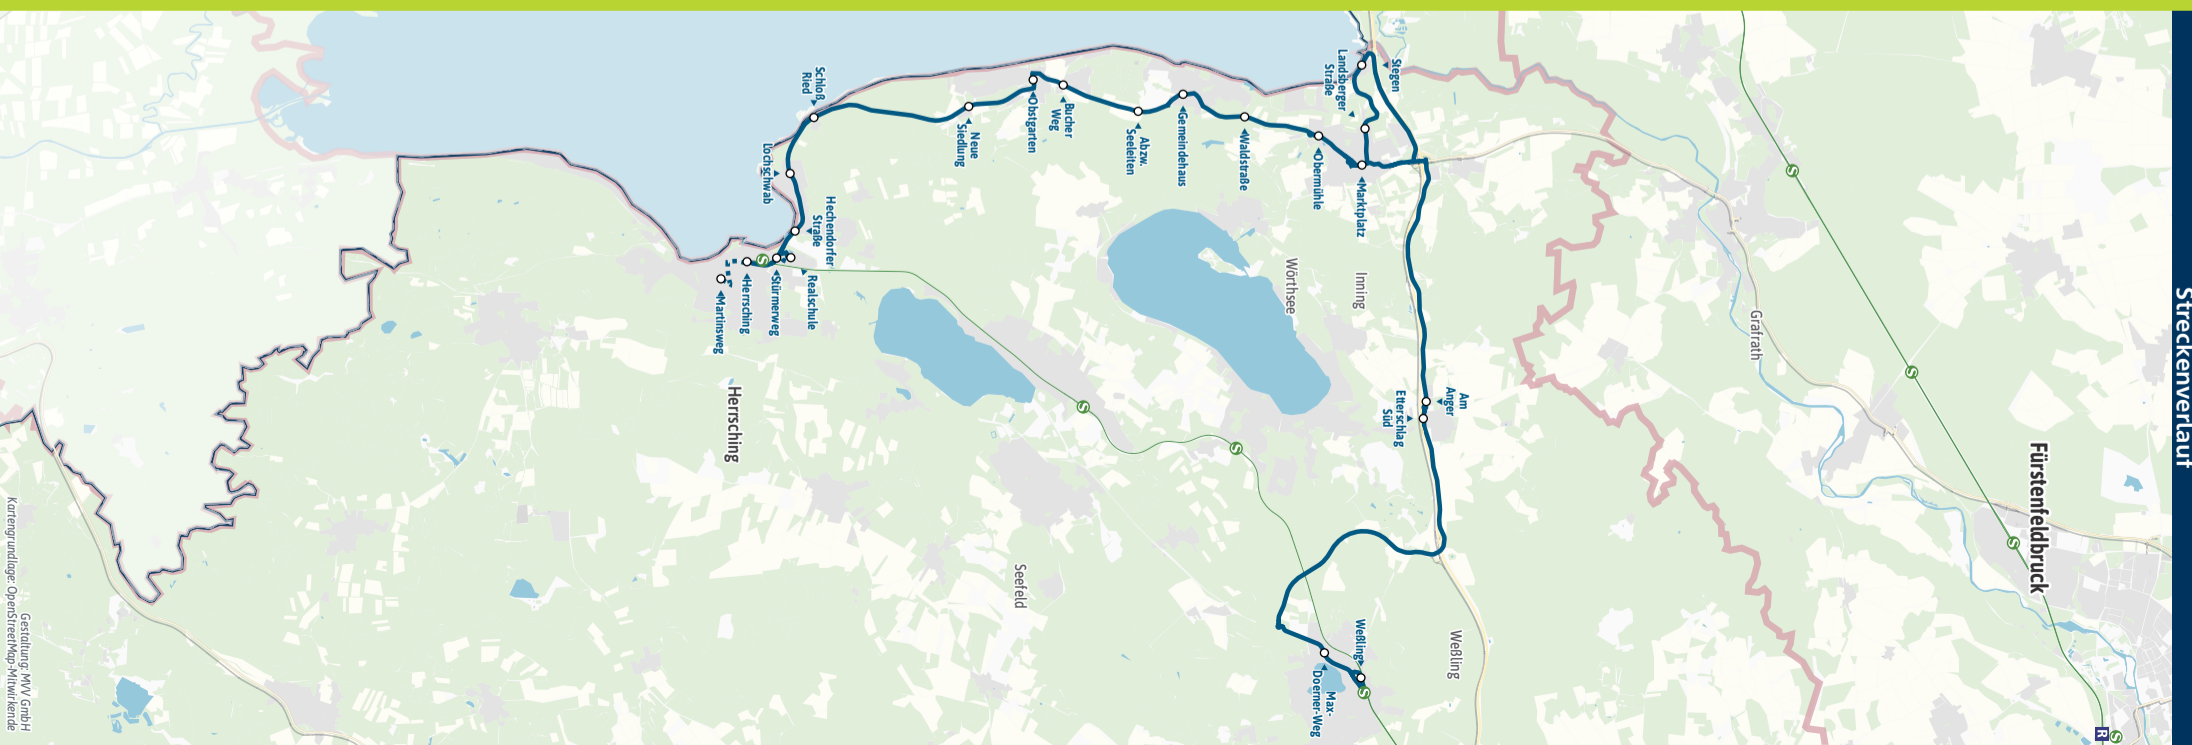 Streckenverlauf
Fürstenfeldbruck
Grafrath
Stegen
Landsberger
Straße
Marktplatz
Inning
Obermühle
Wörthsee
Waldstraße
Gemeindehaus
Abzw.
Seeleiten
Bucher
Weg
Obstgarten
Neue
Siedlung
Schloß
Ried
Lochschwab
Hechendorfer
Straße
Realschule
Stürmerweg
Herrsching
Martinsweg
Herrsching
Am
Anger
Etterschlag
Süd
Weßling
Weßling
Max-
Doerner-Weg
Seefeld
S
S
S
S
S
S
S
S
R
Gestaltung: MVV GmbH
Kartengrundlage: OpenStreetMap-Mitwirkende